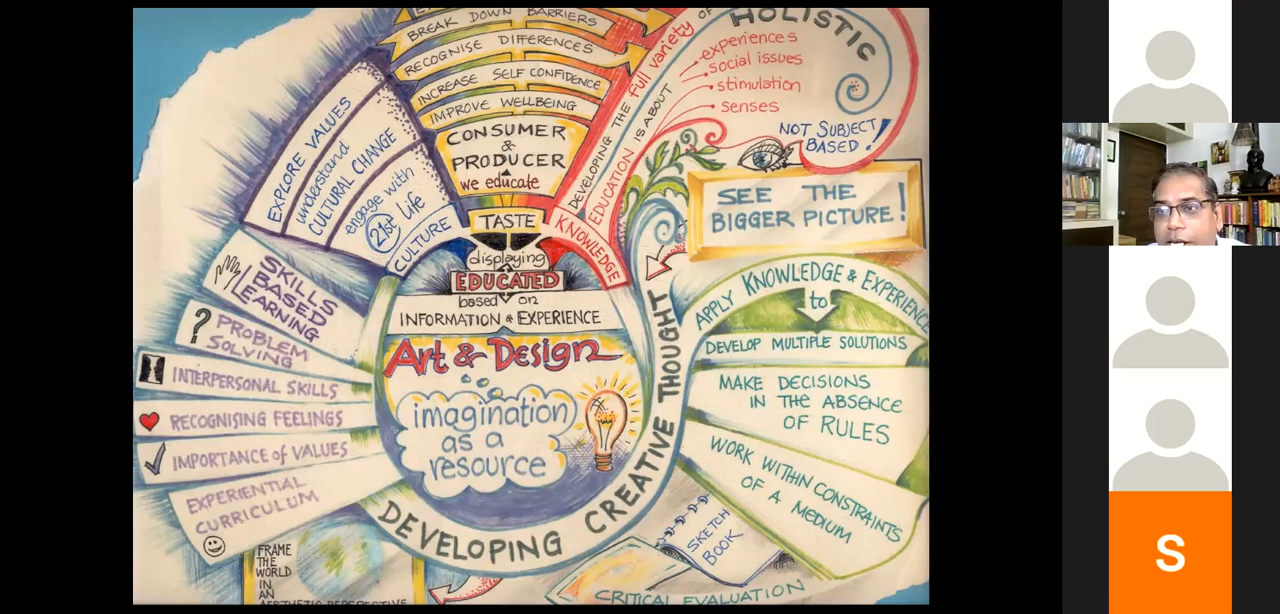 BREAK DOWN BARRIERS
RECOGNISE DIFFERENCES
INCREASE SELF CONFIDENCE
IMPROVE WELLBEING
CONSUMER
&
PRODUCER
we educate
TASTE
displaying
EDUCATED
based on
INFORMATION & EXPERIENCE
Art & Design
imagination
as a
resource
EXPLORE VALUES
understand
CULTURAL CHANGE
engage with
21st Life
CULTURE
SKILLS
BASED
LEARNING
?
PROBLEM
SOLVING
INTERPERSONAL SKILLS
RECOGNISING FEELINGS
IMPORTANCE of VALUES
EXPERIENTIAL
CURRICULUM
FRAME
THE
WORLD
IN
AN
AESTHETIC PERSPECTIVE
DEVELOPING CREATIVE THOUGHT
KNOWLEDGE
EDUCATION IS ABOUT
DEVELOPING THE full variety OF
HOLISTIC
experiences
social issues
stimulation
senses
NOT SUBJECT
BASED!
SEE THE
BIGGER PICTURE!
APPLY KNOWLEDGE & EXPERIENCE
to
DEVELOP MULTIPLE SOLUTIONS
MAKE DECISIONS
IN THE ABSENCE
OF RULES
WORK WITHIN CONSTRAINTS
OF A MEDIUM
SKETCH
BOOK
CRITICAL EVALUATION
S